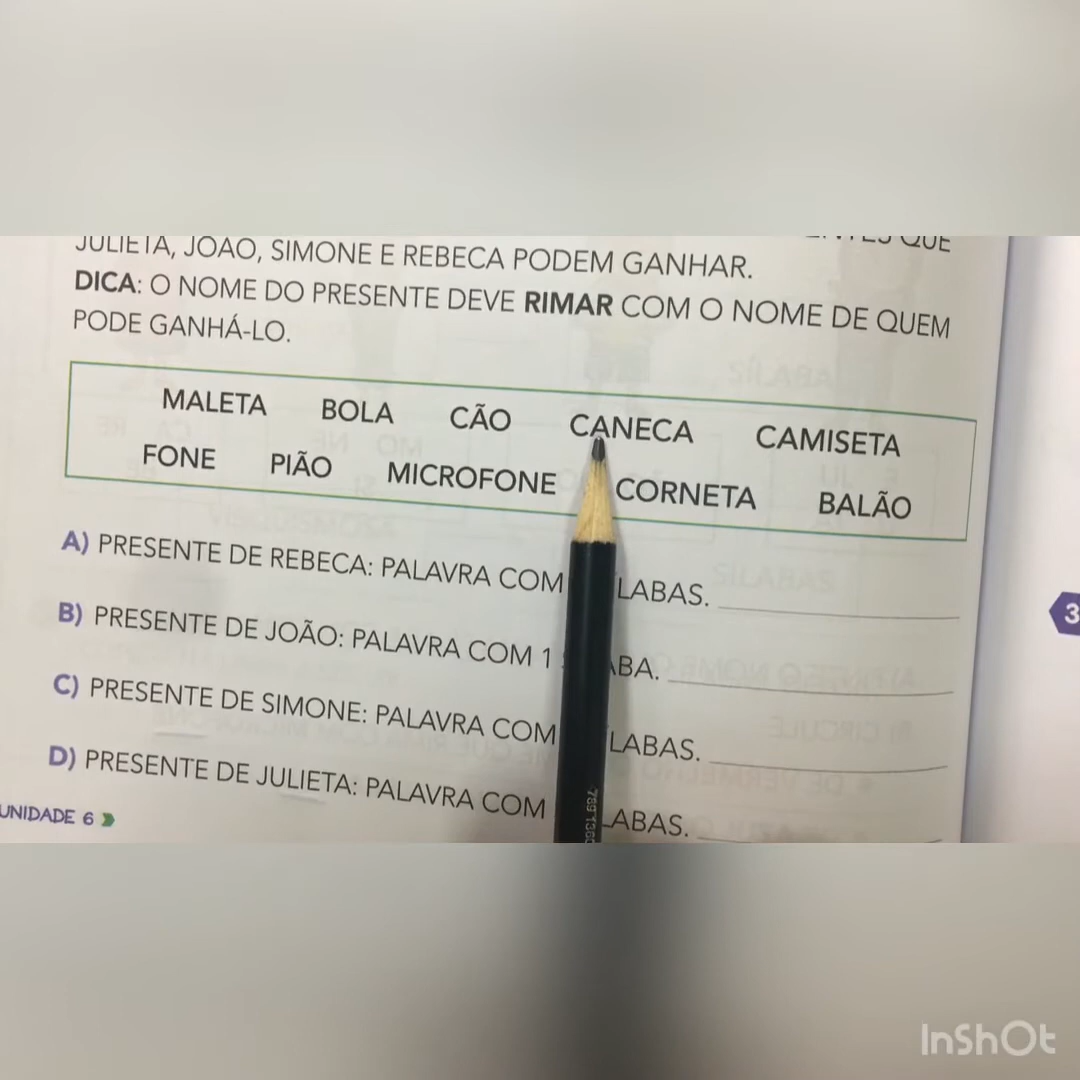 JULIETA, JOÃO, SIMONE E REBECA PODEM GANHAR.
QUE
DICA: O NOME DO PRESENTE DEVE RIMAR COM O NOME DE QUEM
PODE GANHÁ-LO.
MALETA BOLA CÃO CANECA CAMISETA
FONE PIÃO MICROFONE CORNETA BALÃO
A) PRESENTE DE REBECA: PALAVRA COM LABAS.
B) PRESENTE DE JOÃO: PALAVRA COM 1 BA.
C) PRESENTE DE SIMONE: PALAVRA COM LABAS.
D) PRESENTE DE JULIETA: PALAVRA COM LABAS.
UNIDADE 6
3
InShOt